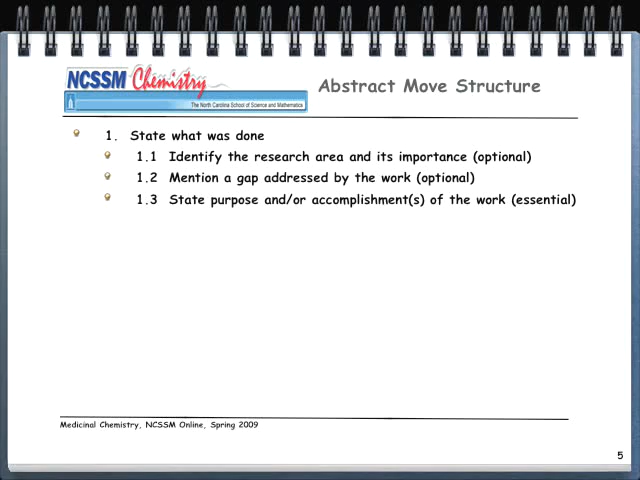 NCSSM Chemistry
The North Carolina School of Science and Mathematics
Abstract Move Structure
1. State what was done
1.1 Identify the research area and its importance (optional)
1.2 Mention a gap addressed by the work (optional)
1.3 State purpose and/or accomplishment(s) of the work (essential)
Medicinal Chemistry, NCSSM Online, Spring 2009
5